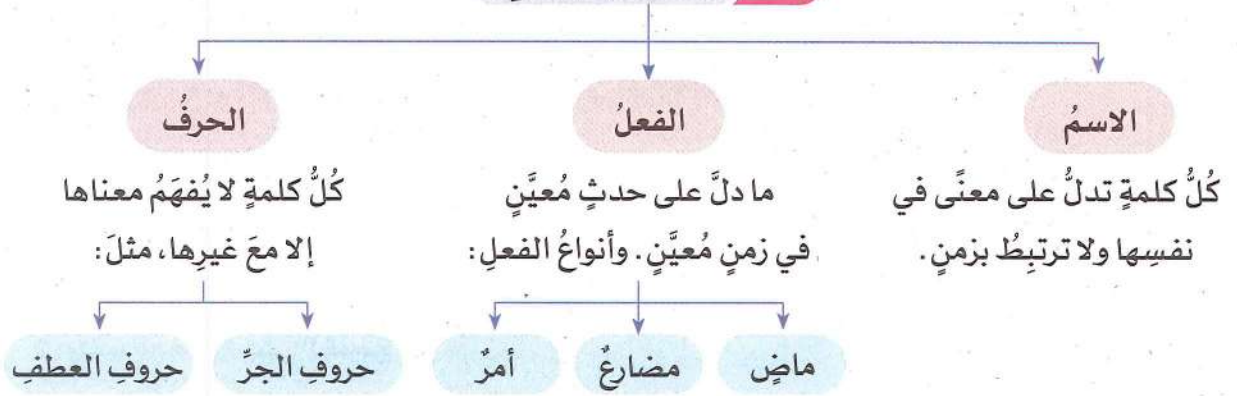 الاسمُ
الفعلُ
الحرفُ
كُلُّ كلمةٍ تدلُّ على معنًى في
نفسِها ولا ترتبِطُ بزمنٍ.
ما دلَّ على حدثٍ مُعيَّنٍ
في زمنٍ مُعيَّنٍ. وأنواعُ الفعلِ:
كُلُّ كلمةٍ لا يُفهَمُ معناها
إلا معَ غيرِها، مثلَ:
ماضٍ
مضارعٌ
أمرٌ
حروفِ الجرِّ
حروفِ العطفِ